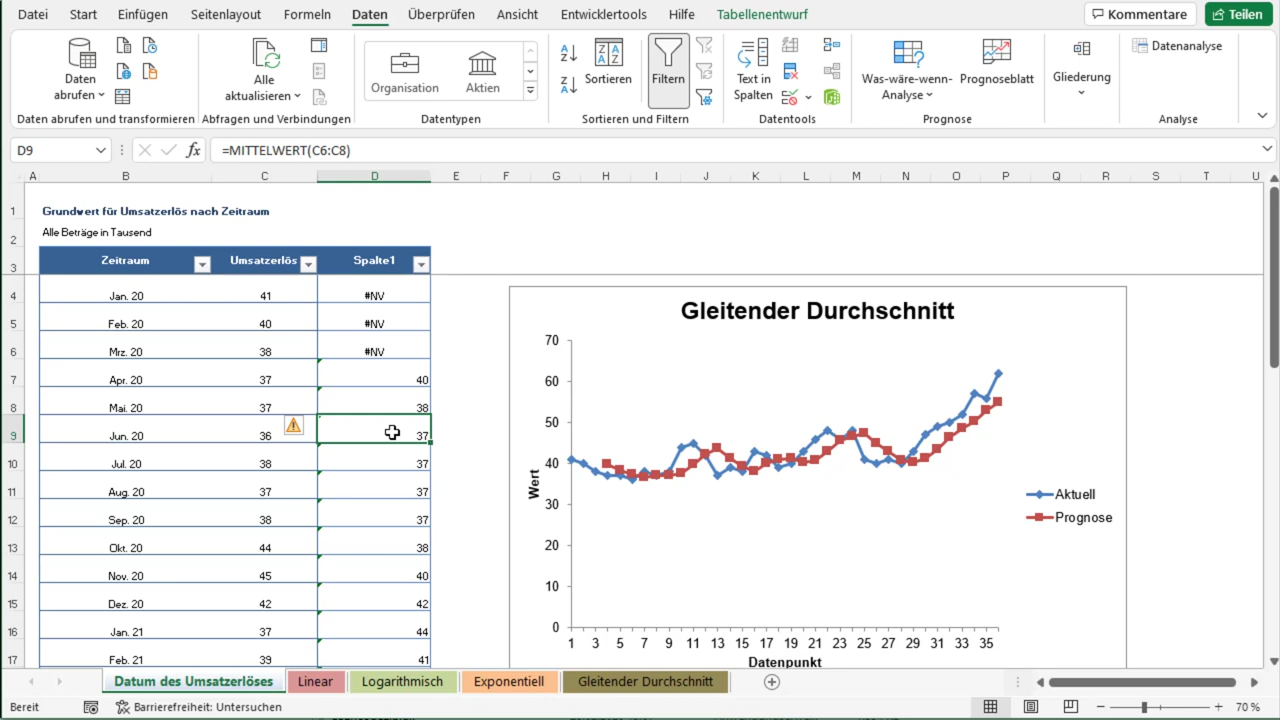 Datei Start Einfügen Seitenlayout Formeln Daten Überprüfen Ansicht Entwicklertools Hilfe Tabellenentwurf Kommentare Teilen
Daten abrufen
Alle aktualisieren
Organisation Aktien
Sortieren Filtern
Text in Spalten
Was-wäre-wenn-Analyse
Prognoseblatt
Gliederung
Datenanalyse
Daten abrufen und transformieren Abfragen und Verbindungen Datentypen Sortieren und Filtern Datentools Prognose Analyse
D9 fx =MITTELWERT(C6:C8)
A B C D E F G H I J K L M N O P Q R S T U
1 Grundwert für Umsatzerlös nach Zeitraum
2 Alle Beträge in Tausend
3 Zeitraum Umsatzerlös Spalte1
4 Jan. 20 41 #NV
5 Feb. 20 40 #NV
6 Mrz. 20 38 #NV
7 Apr. 20 37 40
8 Mai. 20 37 38
9 Jun. 20 36 37
10 Jul. 20 38 37
11 Aug. 20 37 37
12 Sep. 20 38 37
13 Okt. 20 44 38
14 Nov. 20 45 40
15 Dez. 20 42 42
16 Jan. 21 37 44
17 Feb. 21 39 41
Gleitender Durchschnitt
70
60
50
40
30
20
10
0
Wert
1 3 5 7 9 11 13 15 17 19 21 23 25 27 29 31 33 35
Datenpunkt
Aktuell
Prognose
Datum des Umsatzerlöses Linear Logarithmisch Exponentiell Gleitender Durchschnitt
Bereit Barrierefreiheit: Untersuchen 70 %